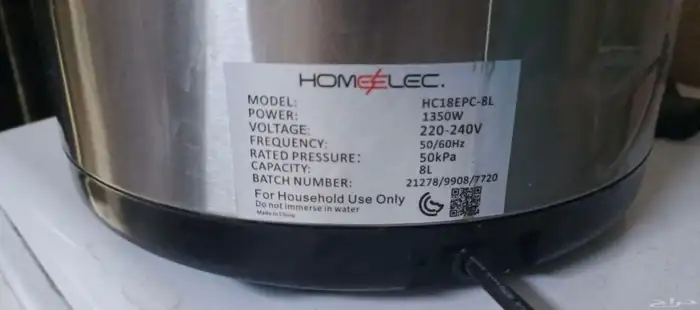 HOMEELEC.
MODEL: HC18EPC-8L
POWER: 1350W
VOLTAGE: 220-240V
FREQUENCY: 50/60Hz
RATED PRESSURE: 50kPa
CAPACITY: 8L
BATCH NUMBER: 21278/9908/7720
For Household Use Only
Do not immerse in water
Made in China
حراج